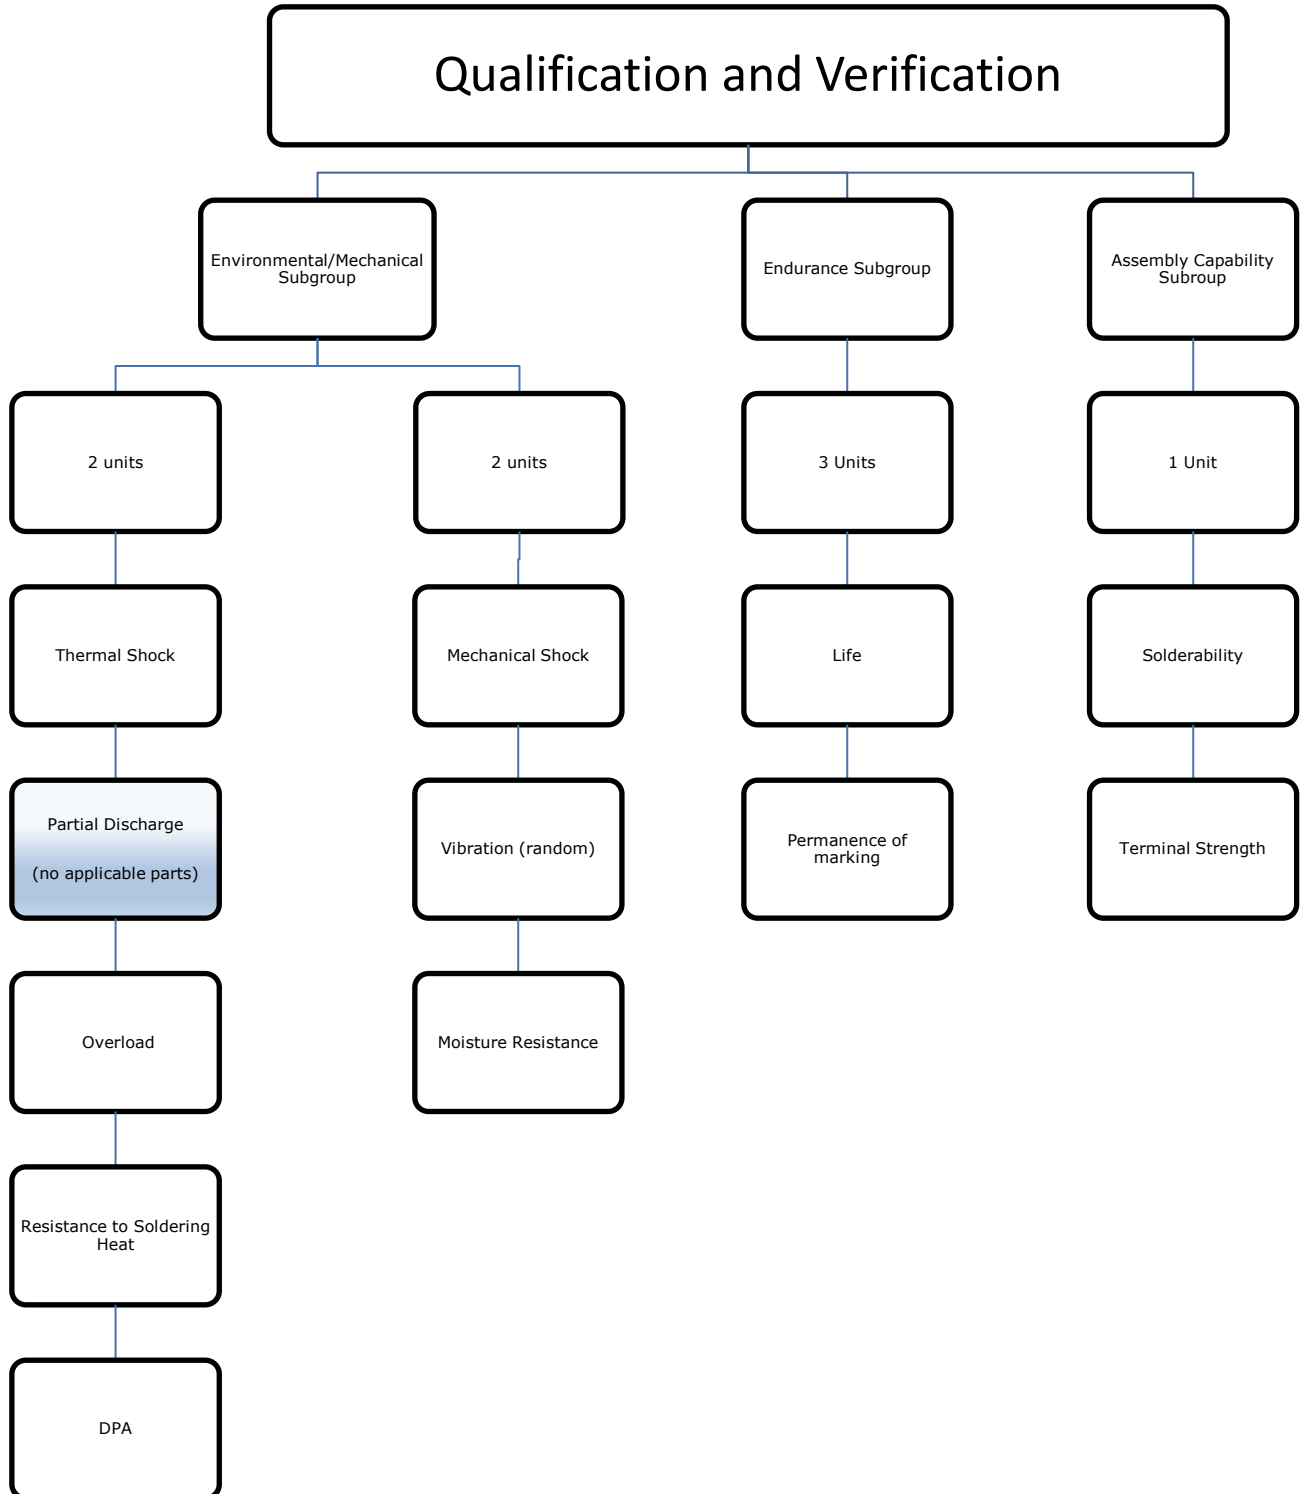 Qualification and Verification
Environmental/Mechanical
Subgroup
Endurance Subgroup
Assembly Capability
Subroup
2 units
2 units
3 Units
1 Unit
Thermal Shock
Mechanical Shock
Life
Solderability
Partial Discharge
(no applicable parts)
Vibration (random)
Permanence of
marking
Terminal Strength
Overload
Moisture Resistance
Resistance to Soldering
Heat
DPA